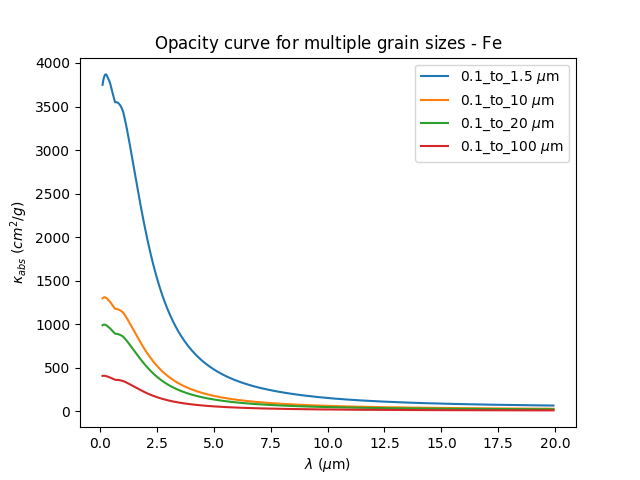 Opacity curve for multiple grain sizes - Fe
0.1_to_1.5 μm
0.1_to_10 μm
0.1_to_20 μm
0.1_to_100 μm
4000
3500
3000
2500
2000
1500
1000
500
0
κabs (cm²/g)
0.0 2.5 5.0 7.5 10.0 12.5 15.0 17.5 20.0
λ (μm)